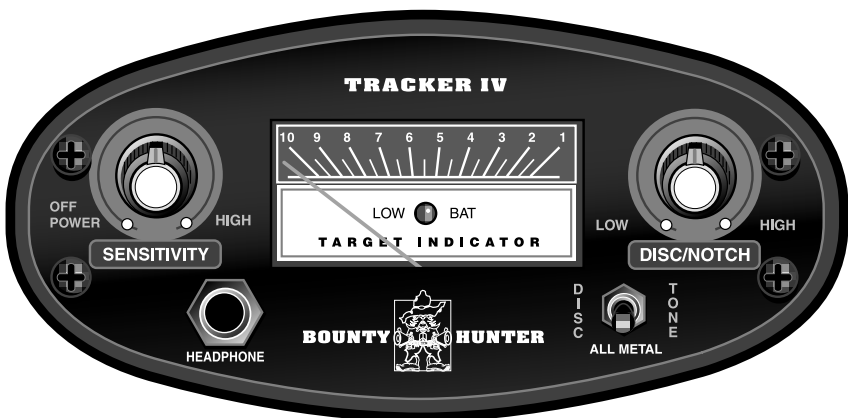 TRACKER IV
10 9 8 7 6 5 4 3 2 1
LOW BAT
TARGET INDICATOR
OFF
POWER
HIGH
SENSITIVITY
LOW
HIGH
DISC/NOTCH
HEADPHONE
BOUNTY HUNTER
DISC
TONE
ALL METAL